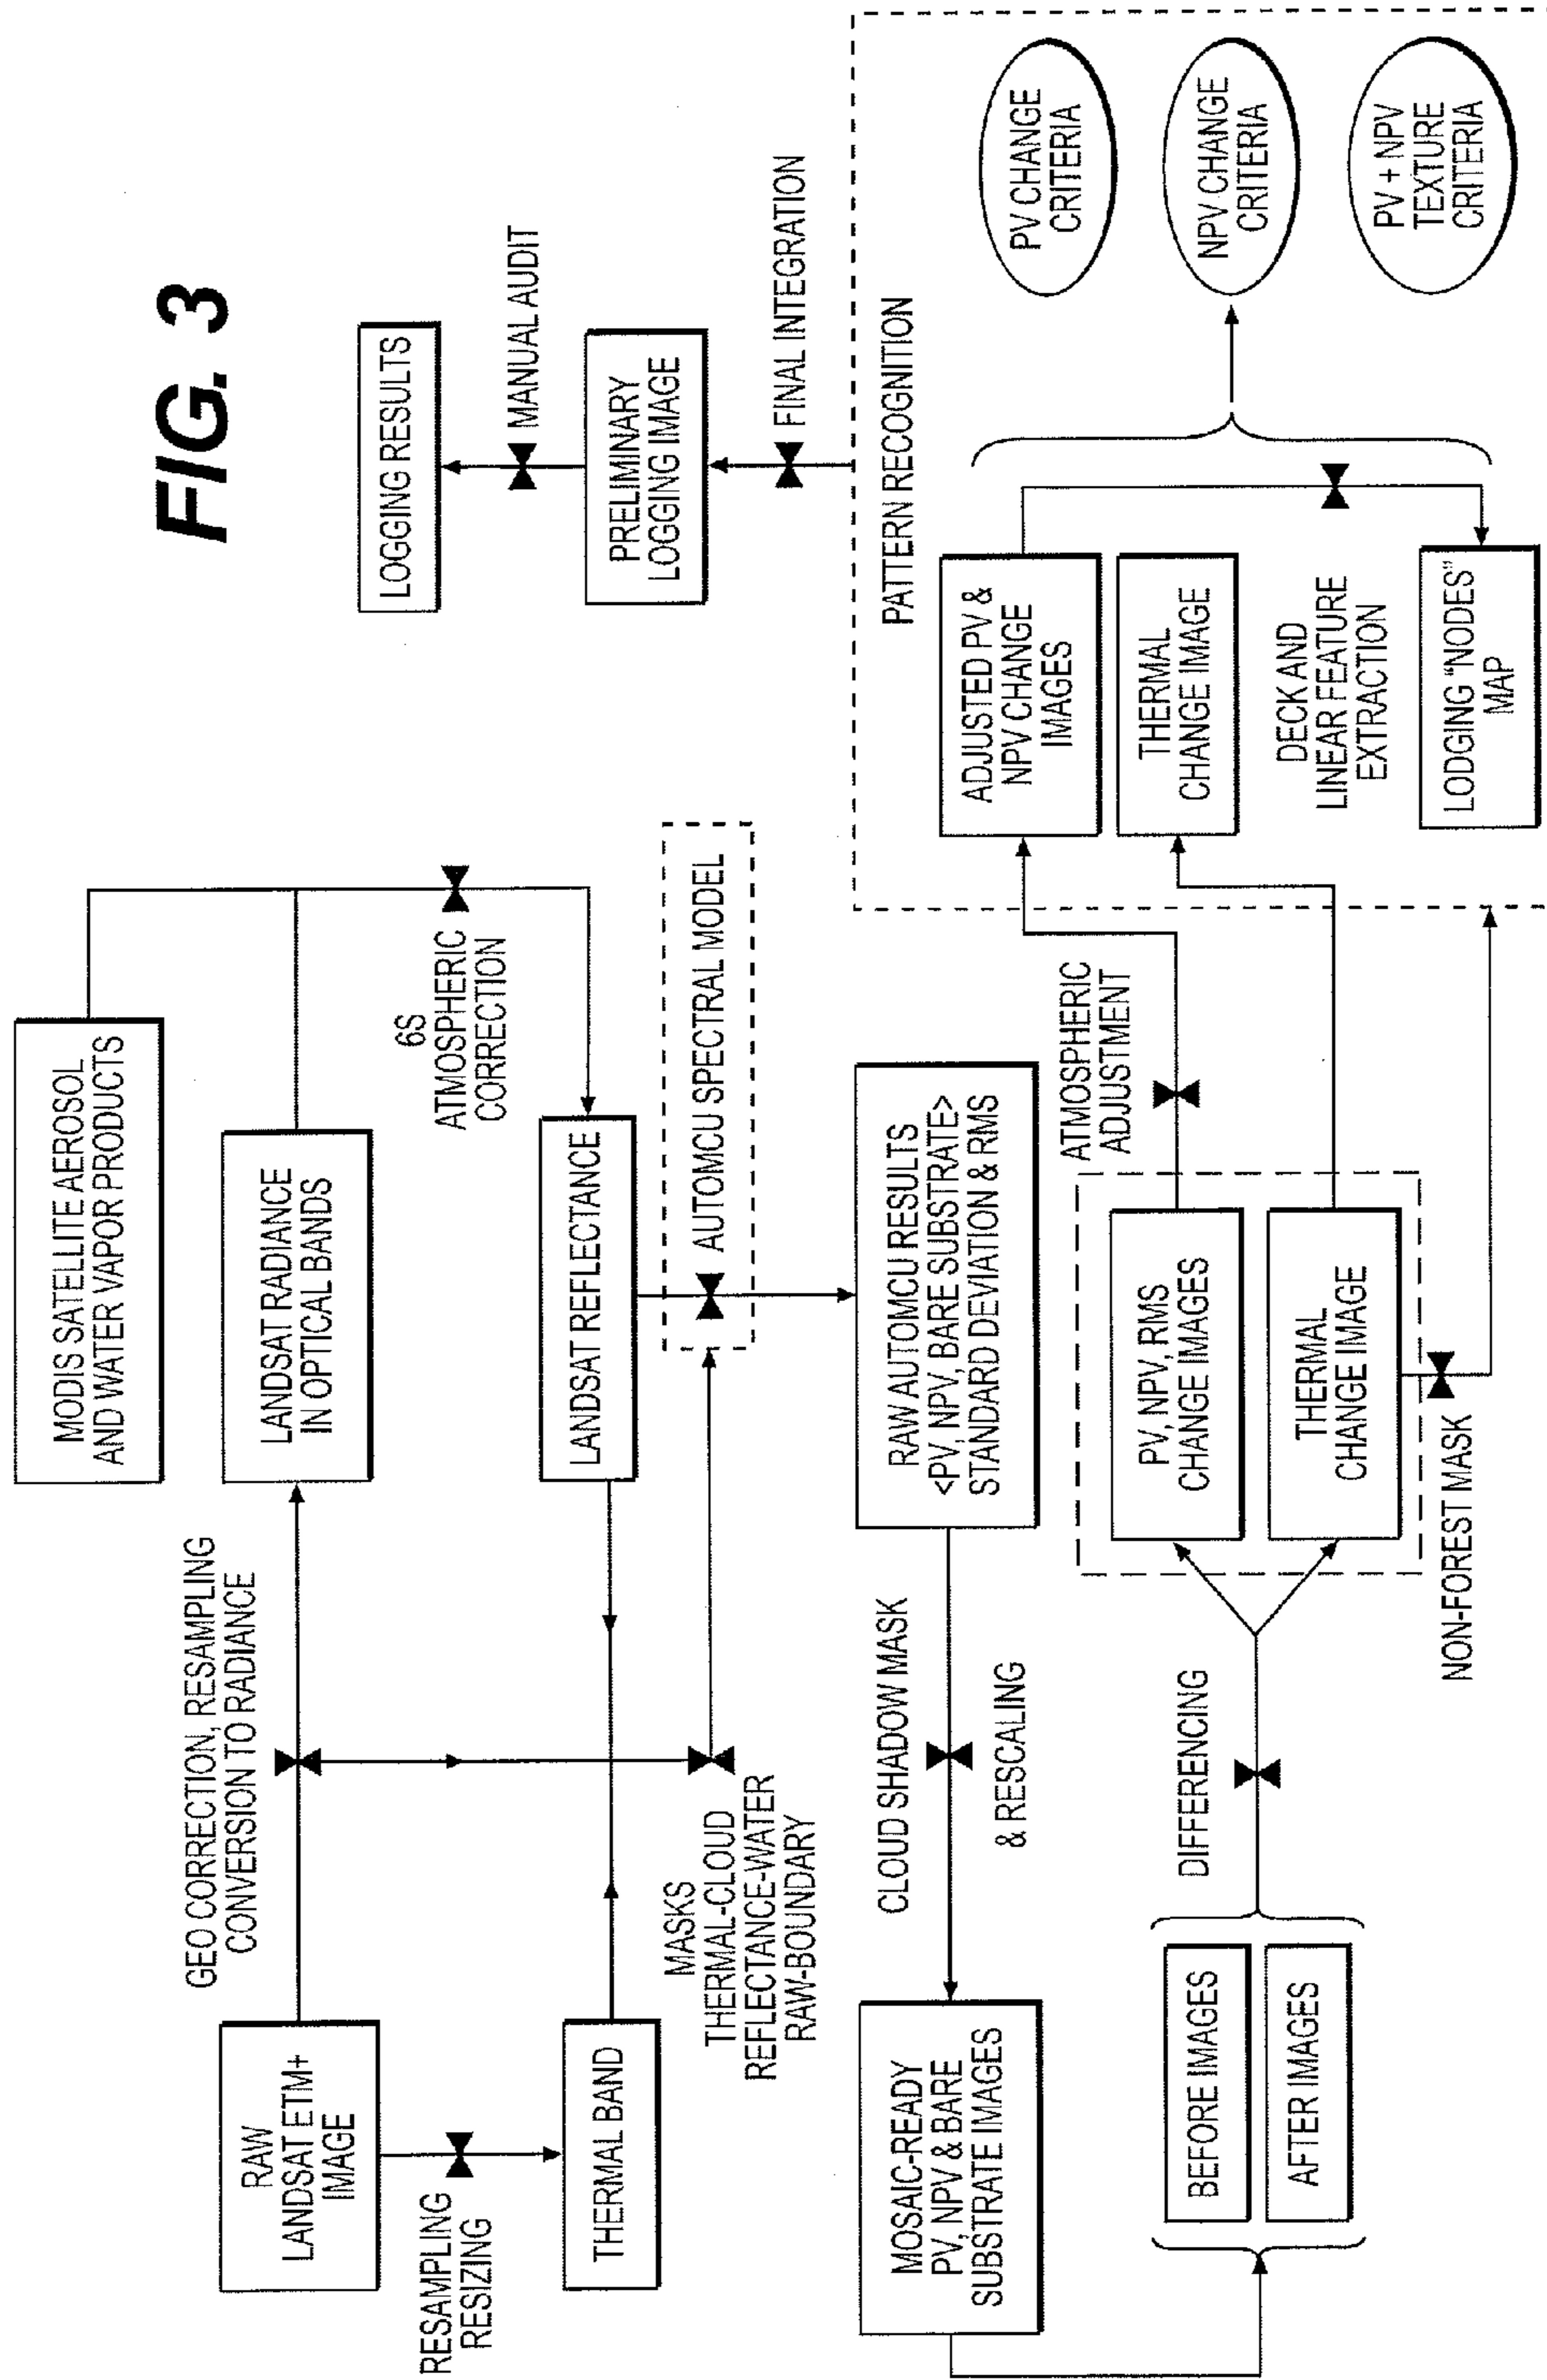 FIG. 3
RAW
LANDSAT ETM+
IMAGE
GEO CORRECTION, RESAMPLING
CONVERSION TO RADIANCE
MODIS SATELLITE AEROSOL
AND WATER VAPOR PRODUCTS
LANDSAT RADIANCE
IN OPTICAL BANDS
6S
ATMOSPHERIC
CORRECTION
RESAMPLING
RESIZING
THERMAL BAND
LANDSAT REFLECTANCE
MASKS
THERMAL-CLOUD
REFLECTANCE-WATER
RAW-BOUNDARY
AUTOMCU SPECTRAL MODEL
RAW AUTOMCU RESULTS
<PV, NPV, BARE SUBSTRATE>
STANDARD DEVIATION & RMS
CLOUD SHADOW MASK
& RESCALING
MOSAIC-READY
PV, NPV & BARE
SUBSTRATE IMAGES
BEFORE IMAGES
AFTER IMAGES
DIFFERENCING
PV, NPV, RMS
CHANGE IMAGES
THERMAL
CHANGE IMAGE
NON-FOREST MASK
ATMOSPHERIC
ADJUSTMENT
PATTERN RECOGNITION
ADJUSTED PV &
NPV CHANGE
IMAGES
THERMAL
CHANGE IMAGE
DECK AND
LINEAR FEATURE
EXTRACTION
LODGING "NODES"
MAP
PV CHANGE
CRITERIA
NPV CHANGE
CRITERIA
PV + NPV
TEXTURE
CRITERIA
FINAL INTEGRATION
PRELIMINARY
LOGGING IMAGE
MANUAL AUDIT
LOGGING RESULTS